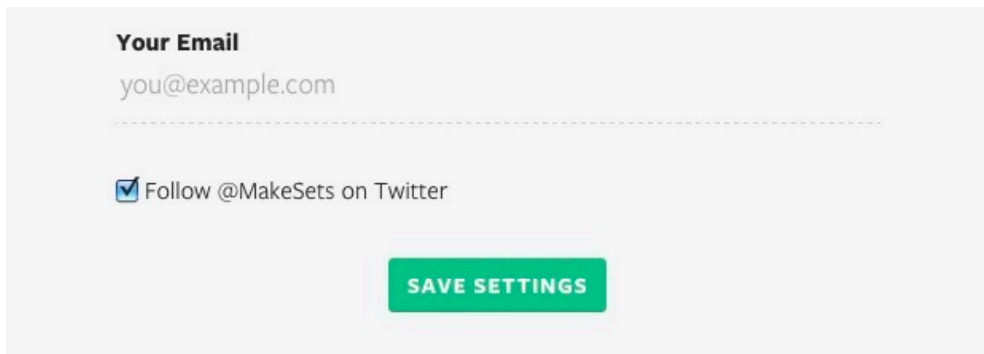 Your Email
you@example.com
Follow @MakeSets on Twitter
SAVE SETTINGS